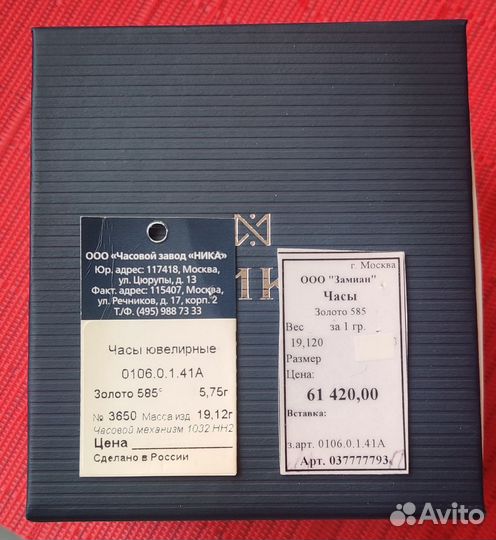 ООО «Часовой завод «НИКА»
Юр. адрес: 117418, Москва,
ул. Цюрупы, д. 13
Факт. адрес: 115407, Москва,
ул. Речников, д. 17, корп. 2
Т/Ф. (495) 988 73 33
Часы ювелирные
0106.0.1.41А
Золото 585° 5,75г
№ 3650 Масса изд 19,12г
Часовой механизм 1032 НН2
Цена
Сделано в России
г. Москва
ООО "Замиан"
Часы
Золото 585
Вес за 1 гр.
19,120
Размер
Цена:
61 420,00
Вставка:
з.арт. 0106.0.1.41А
Арт. 037777793
Avito